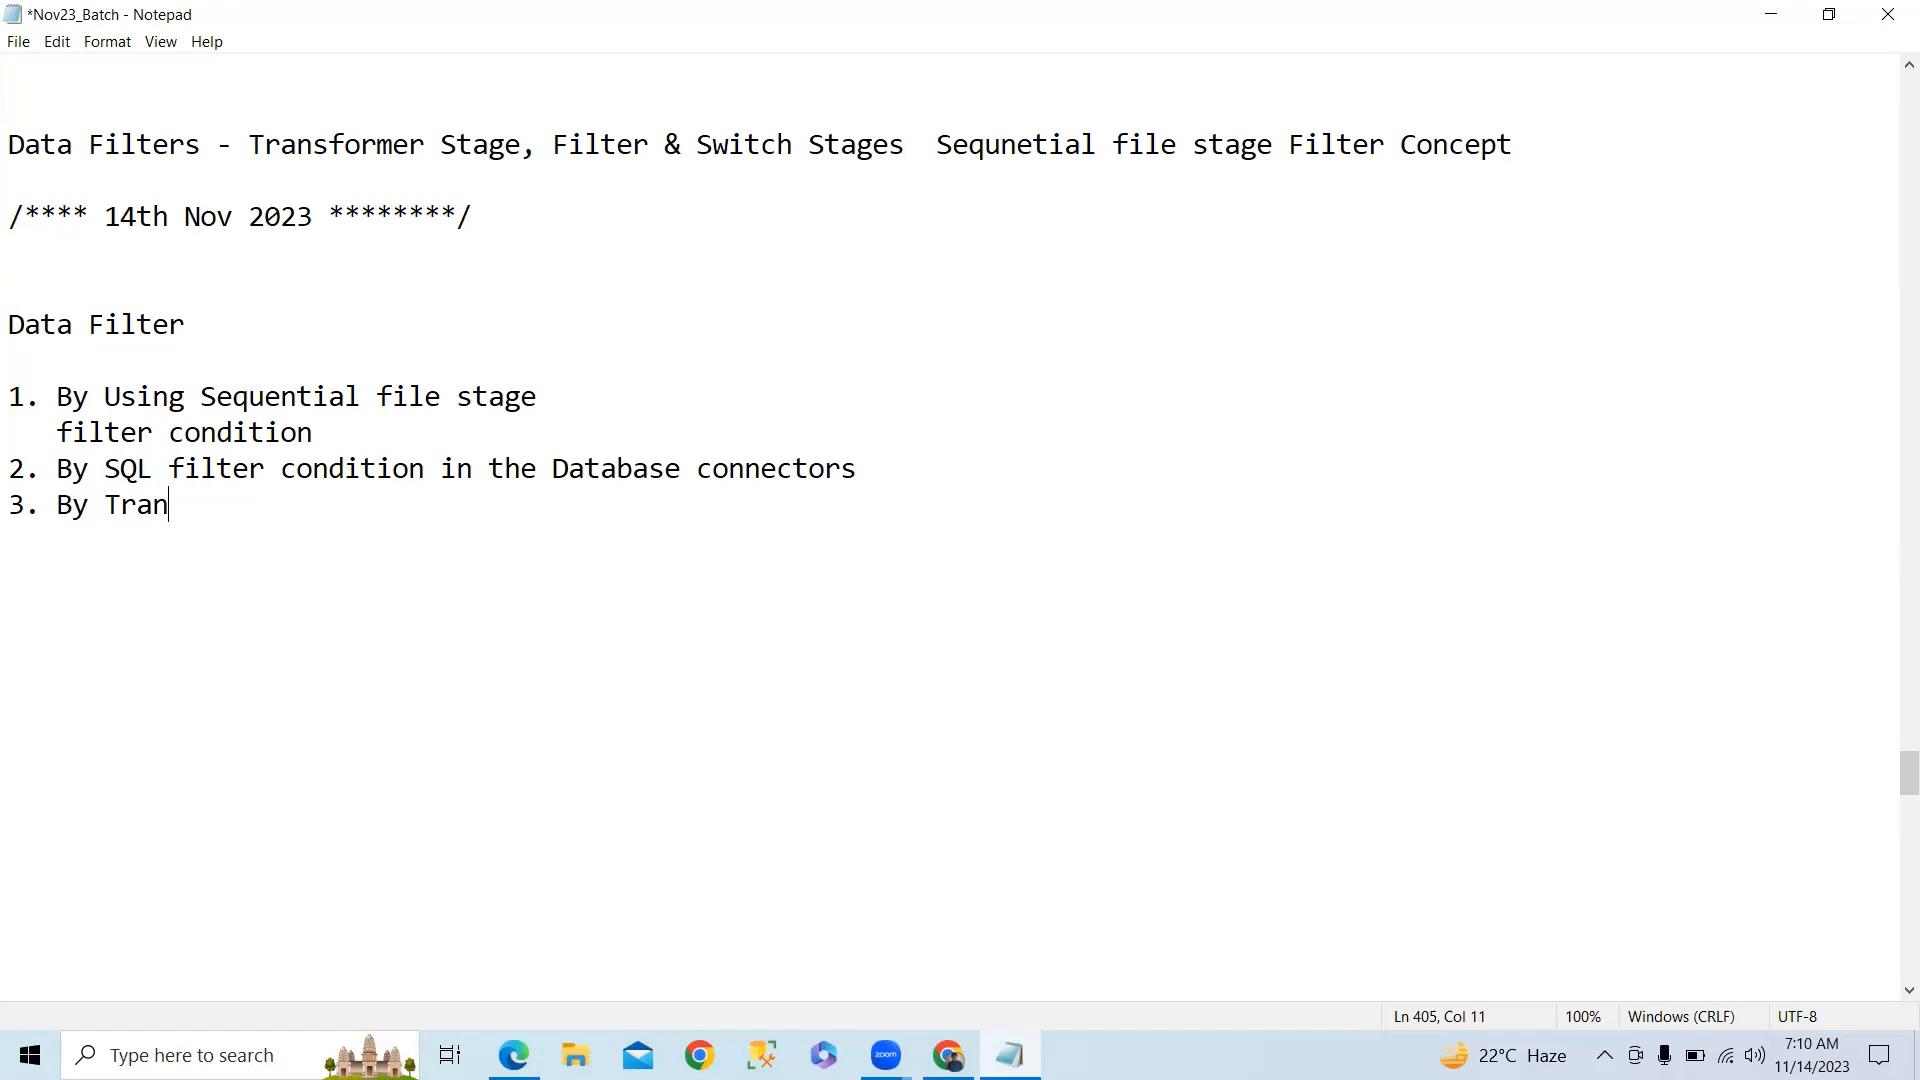 *Nov23_Batch - Notepad
File Edit Format View Help
Data Filters - Transformer Stage, Filter & Switch Stages  Sequnetial file stage Filter Concept
/**** 14th Nov 2023 ********/
Data Filter
1. By Using Sequential file stage
filter condition
2. By SQL filter condition in the Database connectors
3. By Tran
Ln 405, Col 11 100% Windows (CRLF) UTF-8
Type here to search
zoom
22°C Haze
7:10 AM
11/14/2023